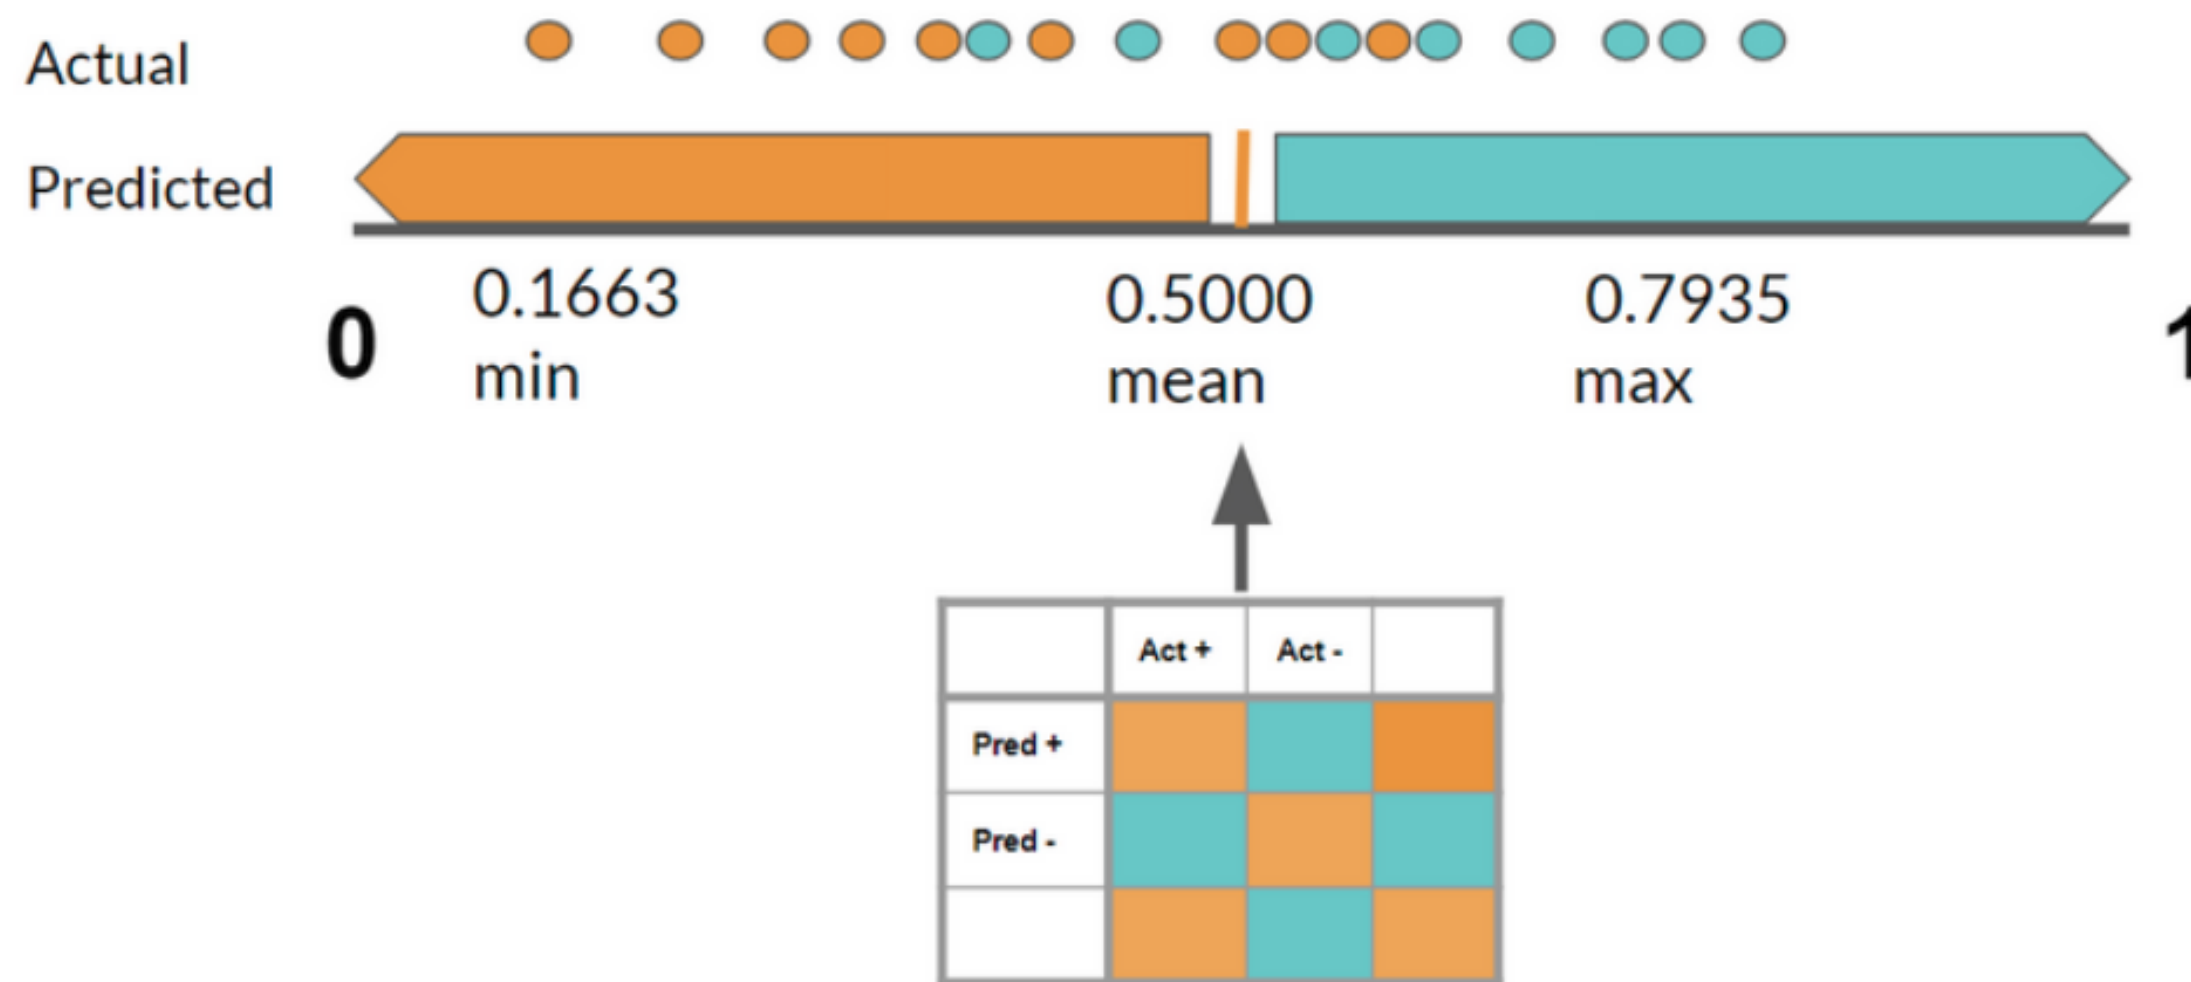 Actual
Predicted
0.1663 0.5000 0.7935
0 1
min mean max
Act + Act -
Pred +
Pred -